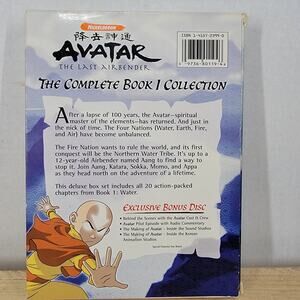 NICKELODEON
降去神通
AVATAR
THE LAST AIRBENDER
THE COMPLETE BOOK 1 COLLECTION
After a lapse of 100 years, the Avatar–spiritual
master of the elements–has returned. And just in
the nick of time. The Four Nations (Water, Earth, Fire,
and Air) have become unbalanced.
The Fire Nation wants to rule the world, and its first
conquest will be the Northern Water Tribe. It's up to a
12-year-old Airbender named Aang to find a way to
stop it. Join Aang, Katara, Sokka, Momo, and Appa
as they head north on the adventure of a lifetime.
This deluxe box set includes all 20 action-packed
chapters from Book 1: Water.
EXCLUSIVE BONUS DISC
• Behind the Scenes with the Avatar Cast & Crew
• Avatar Pilot Episode with Audio Commentary
• The Making of Avatar - Inside the Sound Studios
• The Making of Avatar - Inside the Korean
Animation Studios